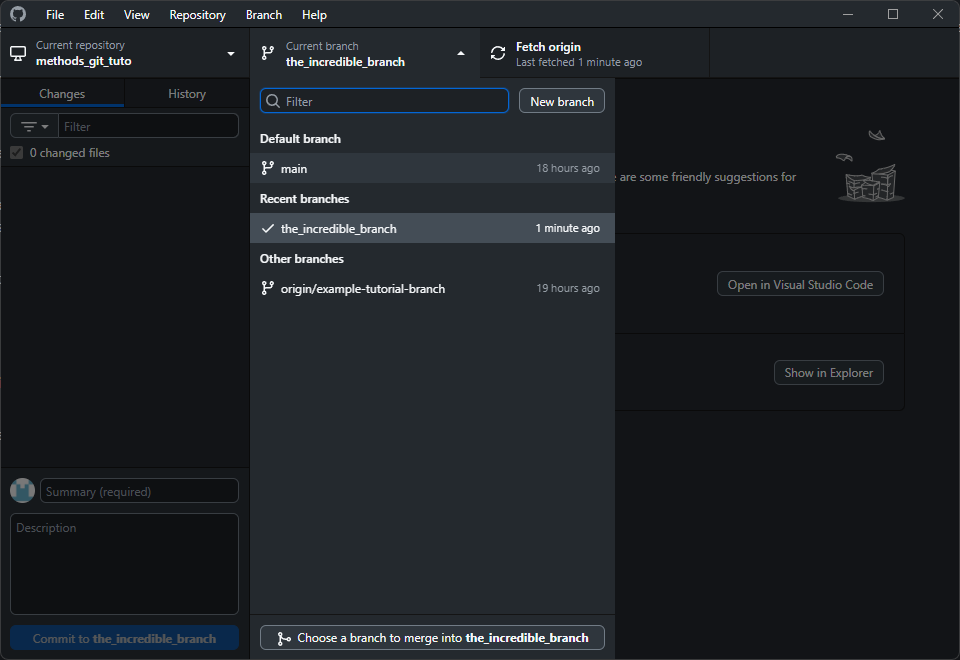 File Edit View Repository Branch Help
Current repository
methods_git_tuto
Current branch
the_incredible_branch
Fetch origin
Last fetched 1 minute ago
Changes History
Filter
0 changed files
Filter
New branch
Default branch
main 18 hours ago
Recent branches
the_incredible_branch 1 minute ago
Other branches
origin/example-tutorial-branch 19 hours ago
Choose a branch to merge into the_incredible_branch
are some friendly suggestions for
Open in Visual Studio Code
Show in Explorer
Summary (required)
Description
Commit to the_incredible_branch